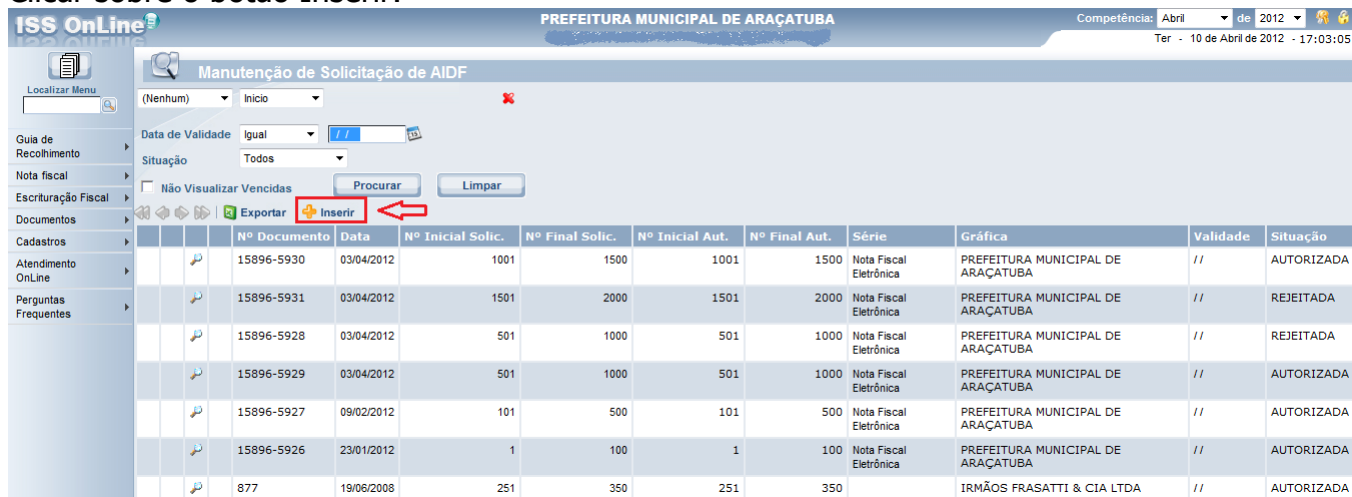 Clicar sobre o botão Inserir.
ISS OnLine
PREFEITURA MUNICIPAL DE ARAÇATUBA
Competência: Abril de 2012
Ter - 10 de Abril de 2012 - 17:03:05
Localizar Menu
Guia de
Recolhimento
Nota fiscal
Escrituração Fiscal
Documentos
Cadastros
Atendimento
OnLine
Perguntas
Frequentes
Manutenção de Solicitação de AIDF
(Nenhum) Inicio
Data de Validade Igual / /
Situação Todos
Não Visualizar Vencidas Procurar Limpar
Exportar Inserir
Nº Documento Data Nº Inicial Solic. Nº Final Solic. Nº Inicial Aut. Nº Final Aut. Série Gráfica Validade Situação
15896-5930 03/04/2012 1001 1500 1001 1500 Nota Fiscal Eletrônica PREFEITURA MUNICIPAL DE ARAÇATUBA / / AUTORIZADA
15896-5931 03/04/2012 1501 2000 1501 2000 Nota Fiscal Eletrônica PREFEITURA MUNICIPAL DE ARAÇATUBA / / REJEITADA
15896-5928 03/04/2012 501 1000 501 1000 Nota Fiscal Eletrônica PREFEITURA MUNICIPAL DE ARAÇATUBA / / REJEITADA
15896-5929 03/04/2012 501 1000 501 1000 Nota Fiscal Eletrônica PREFEITURA MUNICIPAL DE ARAÇATUBA / / AUTORIZADA
15896-5927 09/02/2012 101 500 101 500 Nota Fiscal Eletrônica PREFEITURA MUNICIPAL DE ARAÇATUBA / / AUTORIZADA
15896-5926 23/01/2012 1 100 1 100 Nota Fiscal Eletrônica PREFEITURA MUNICIPAL DE ARAÇATUBA / / AUTORIZADA
877 19/06/2008 251 350 251 350 IRMÃOS FRASATTI & CIA LTDA / / AUTORIZADA